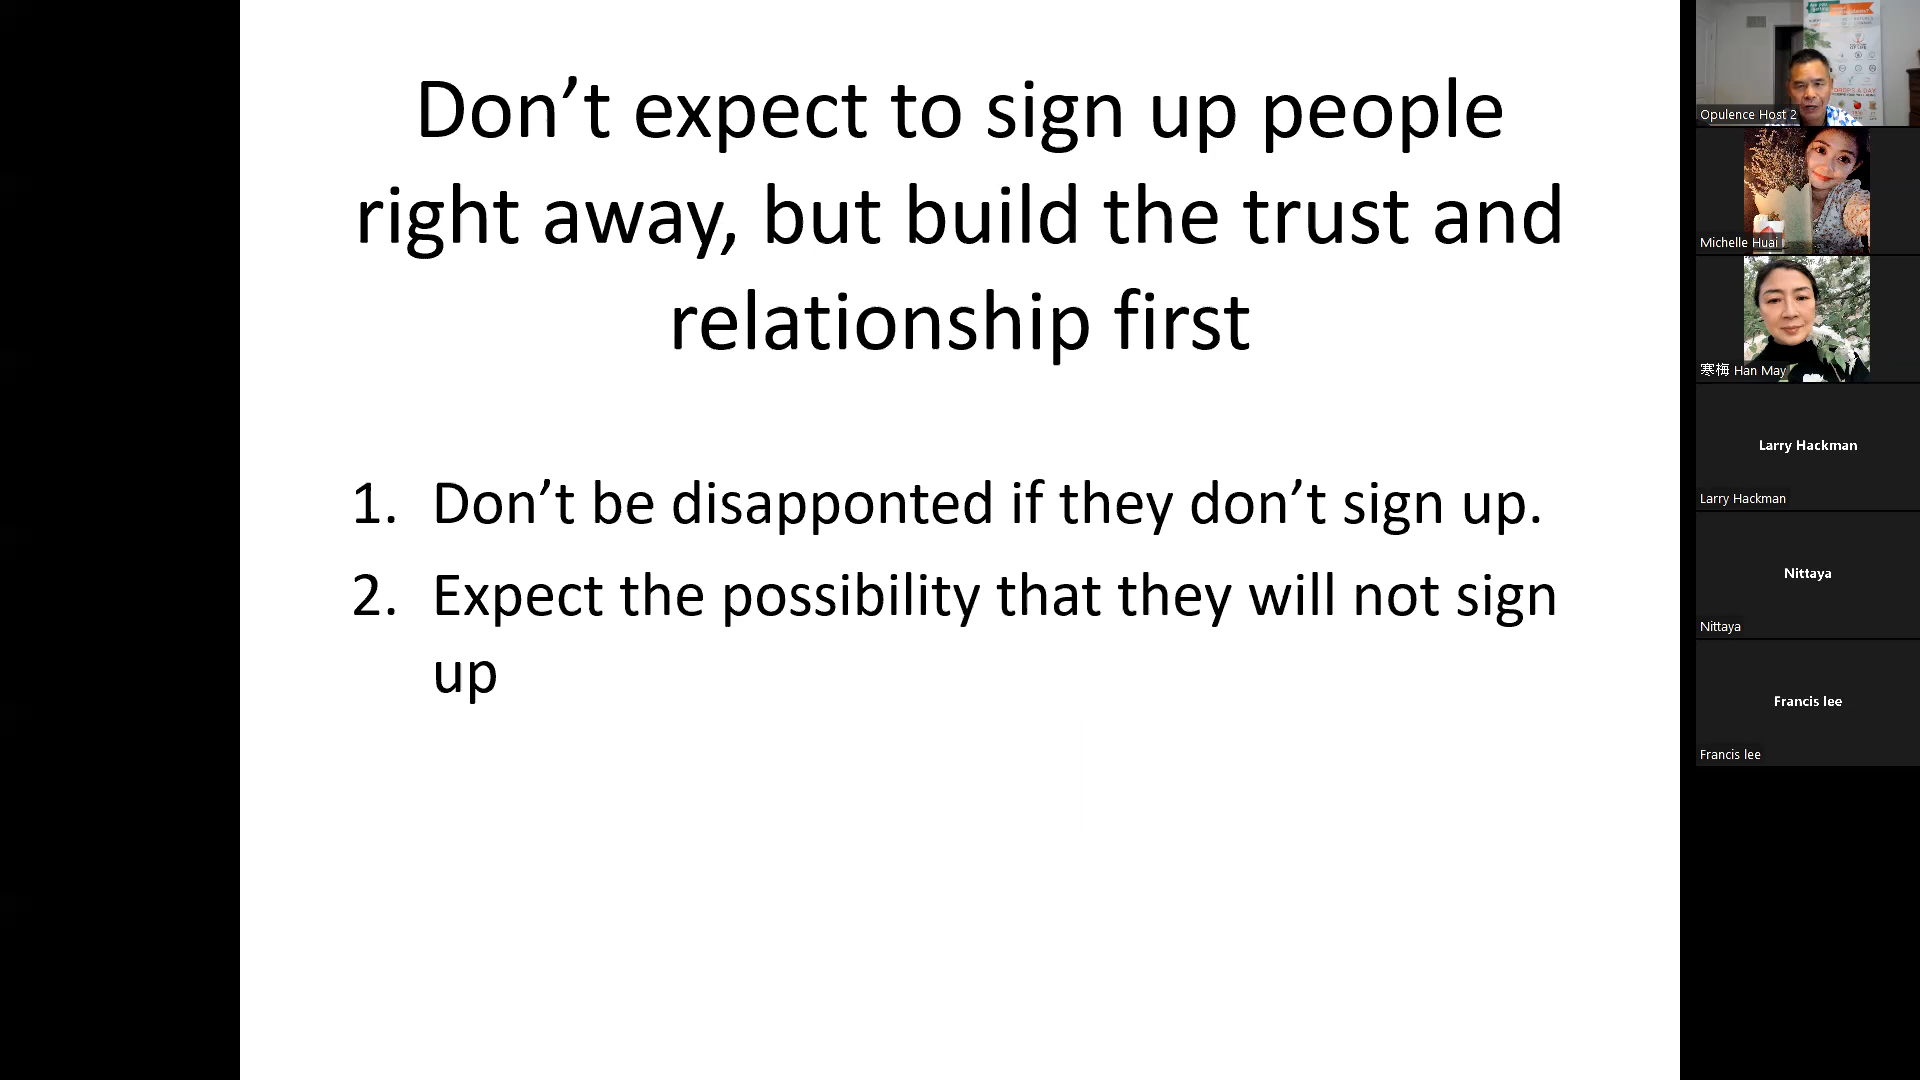 Don’t expect to sign up people
right away, but build the trust and
relationship first
1. Don’t be disapponted if they don’t sign up.
2. Expect the possibility that they will not sign
up
Opulence Host 2
Michelle Huai
寒梅 Han May
Larry Hackman
Larry Hackman
Nittaya
Nittaya
Francis lee
Francis lee